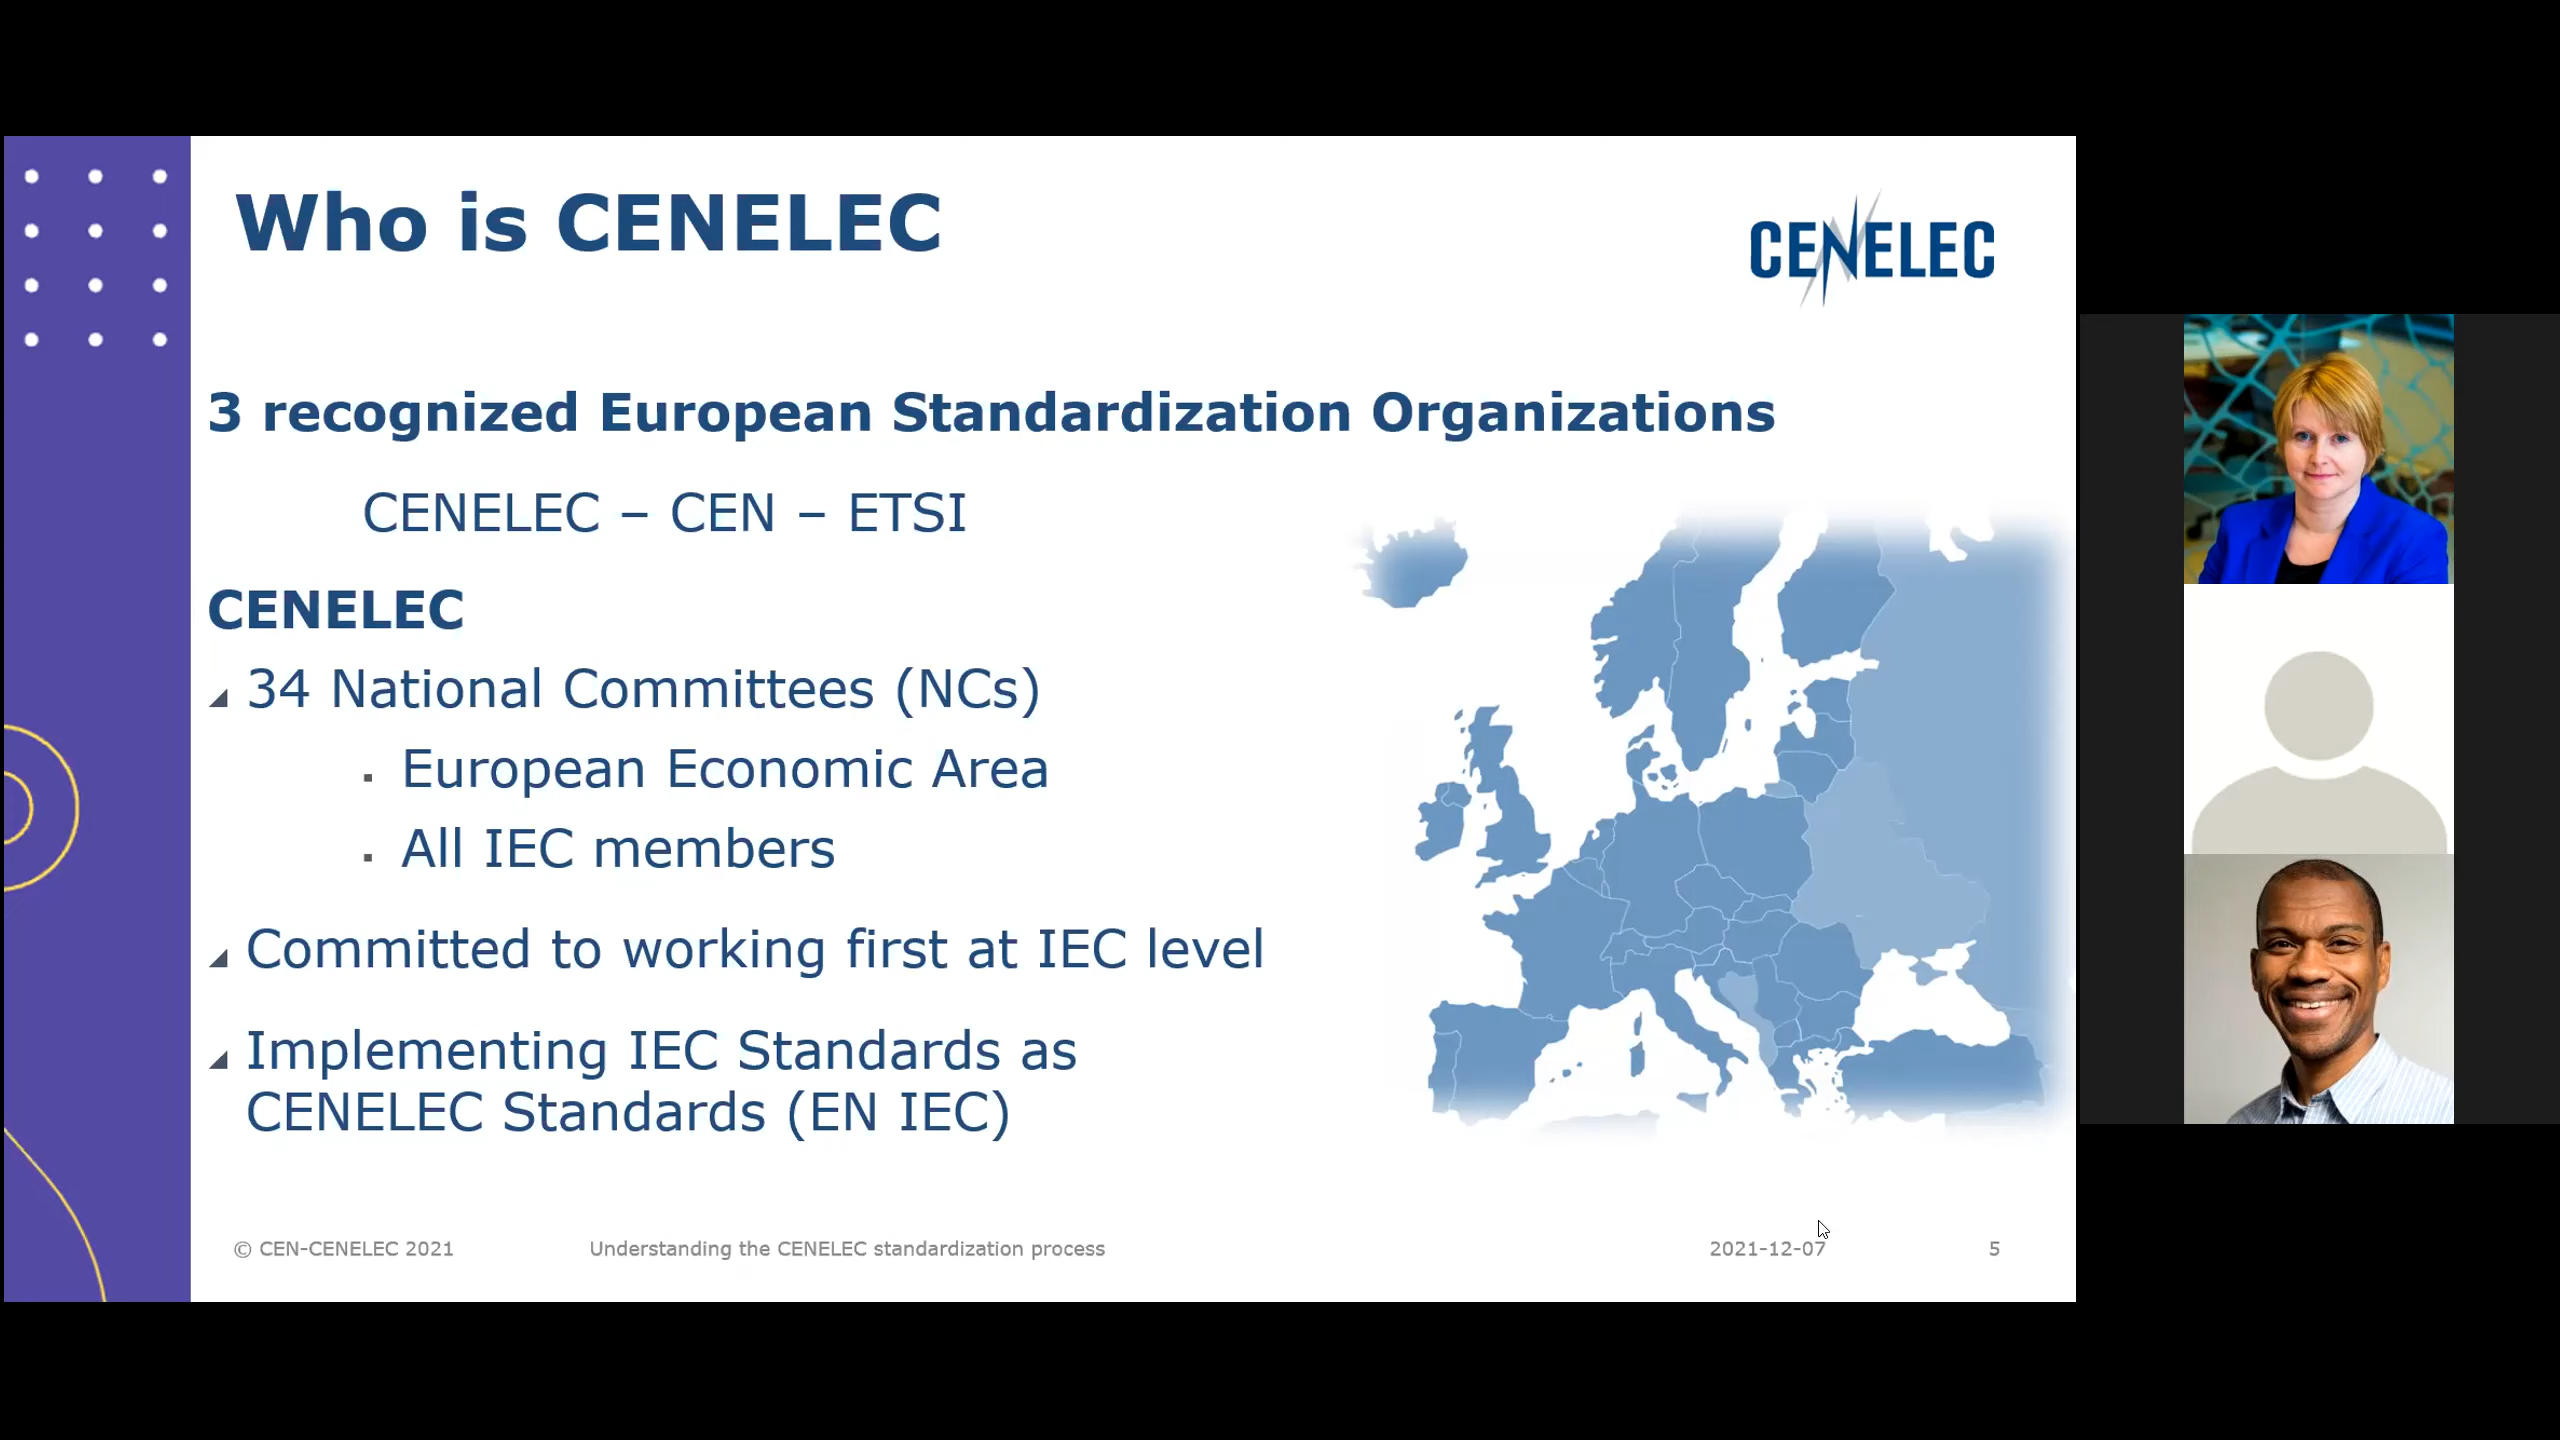 Who is CENELEC
CENELEC
3 recognized European Standardization Organizations
CENELEC – CEN – ETSI
CENELEC
34 National Committees (NCs)
European Economic Area
All IEC members
Committed to working first at IEC level
Implementing IEC Standards as
CENELEC Standards (EN IEC)
© CEN-CENELEC 2021
Understanding the CENELEC standardization process
2021-12-07
5